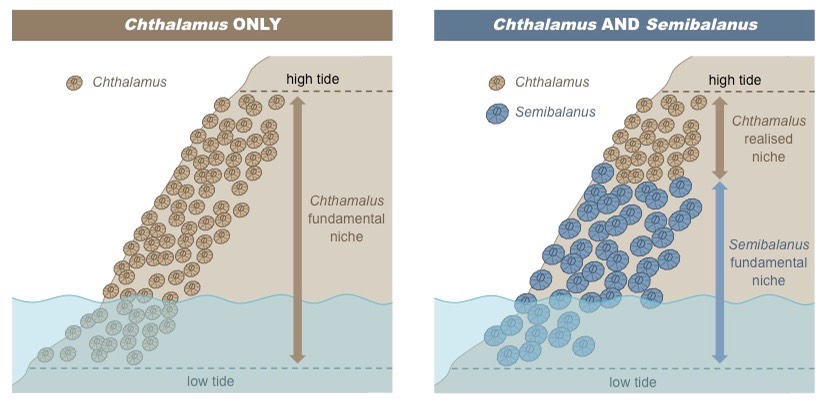 Chthalamus ONLY
Chthalamus
high tide
Chthamalus
fundamental
niche
low tide
Chthalamus AND Semibalanus
Chthalamus
Semibalanus
high tide
Chthamalus
realised
niche
Semibalanus
fundamental
niche
low tide